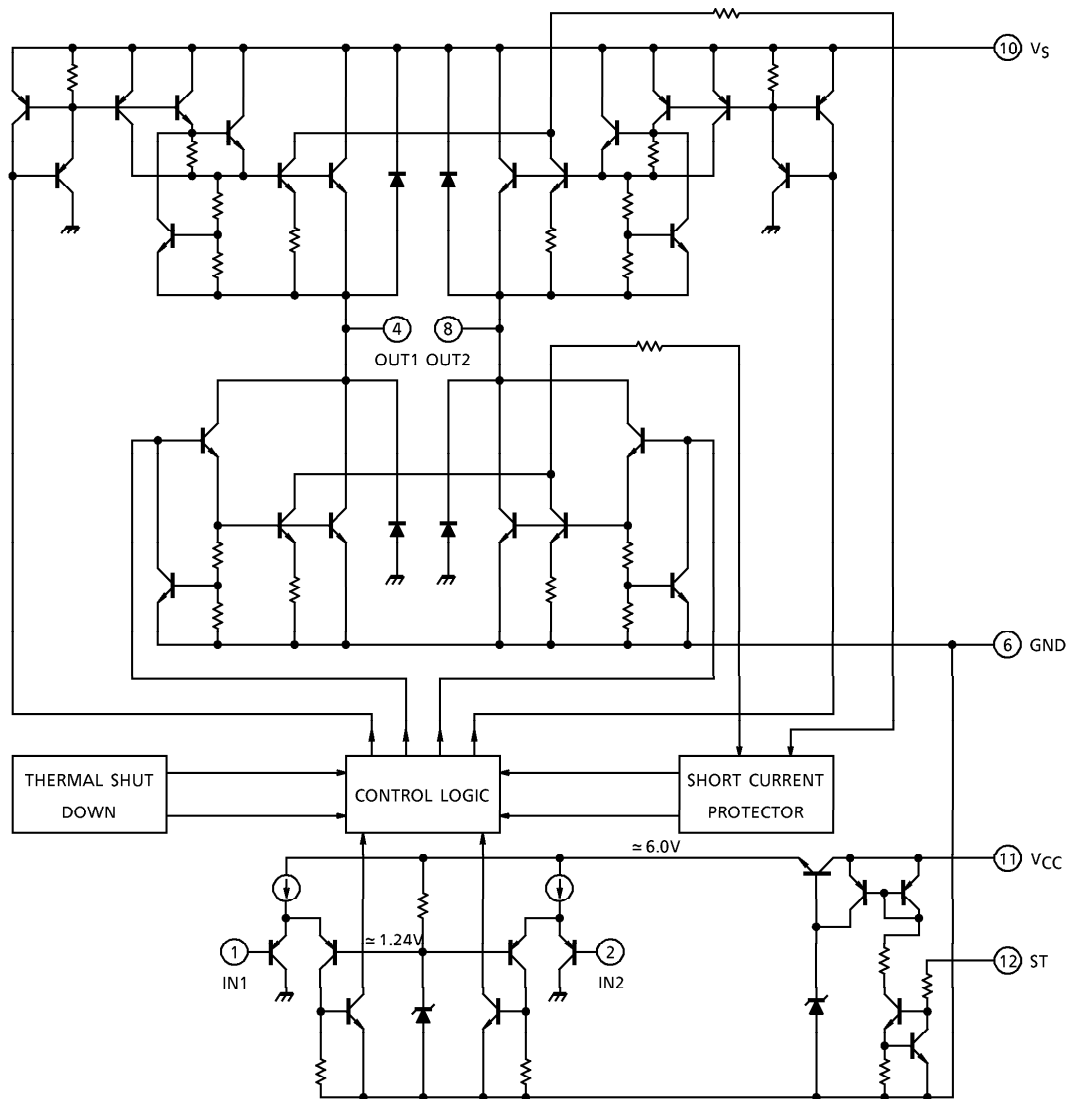 10 VS
4 8
OUT1 OUT2
6 GND
THERMAL SHUT
DOWN
CONTROL LOGIC
SHORT CURRENT
PROTECTOR
≃6.0V
11 VCC
1
IN1
≃1.24V
2
IN2
12 ST